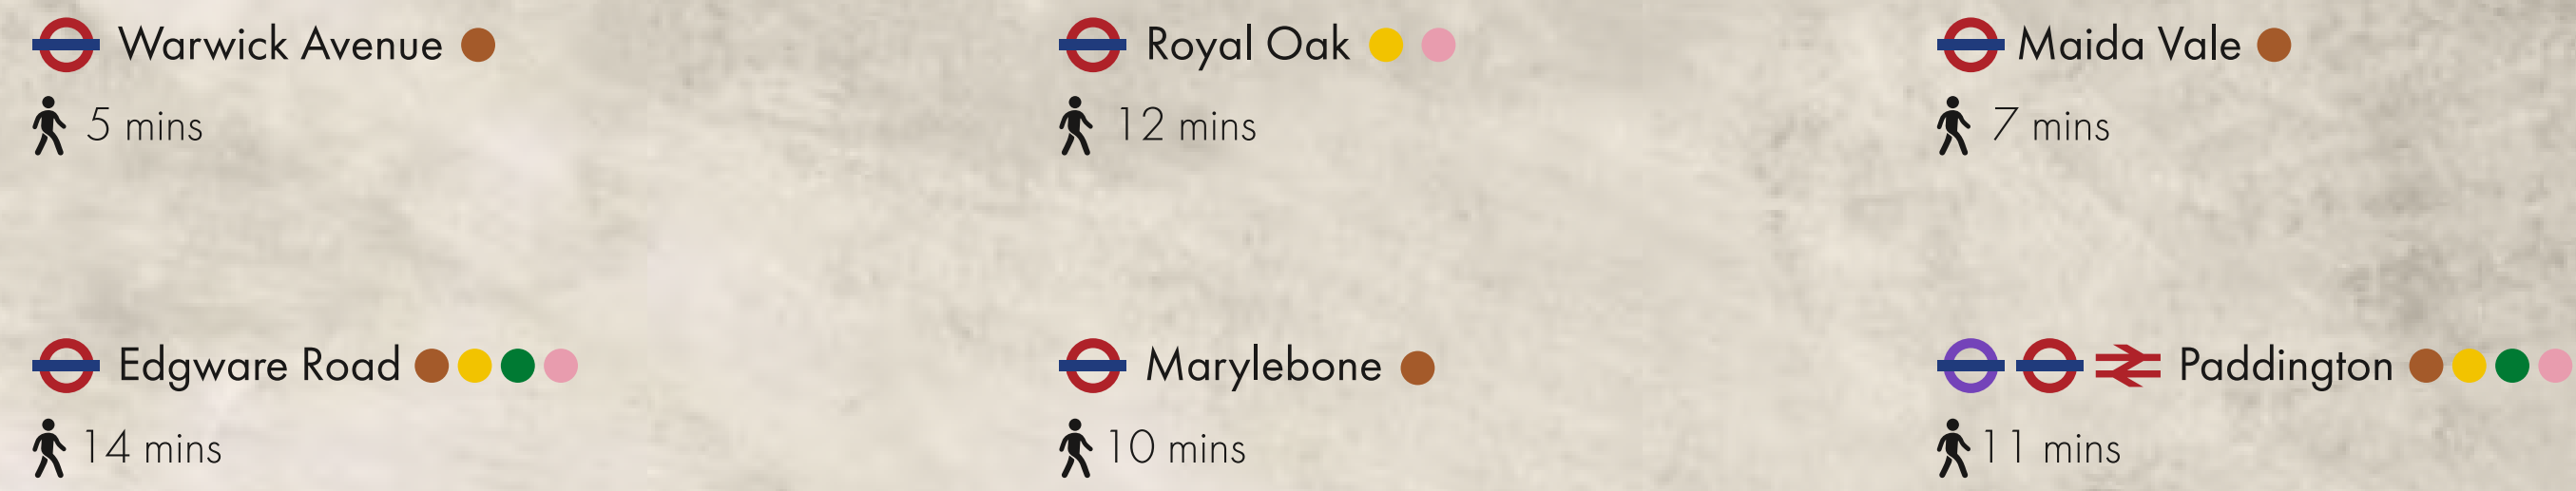 Warwick Avenue
5 mins
Royal Oak
12 mins
Maida Vale
7 mins
Edgware Road
14 mins
Marylebone
10 mins
Paddington
11 mins